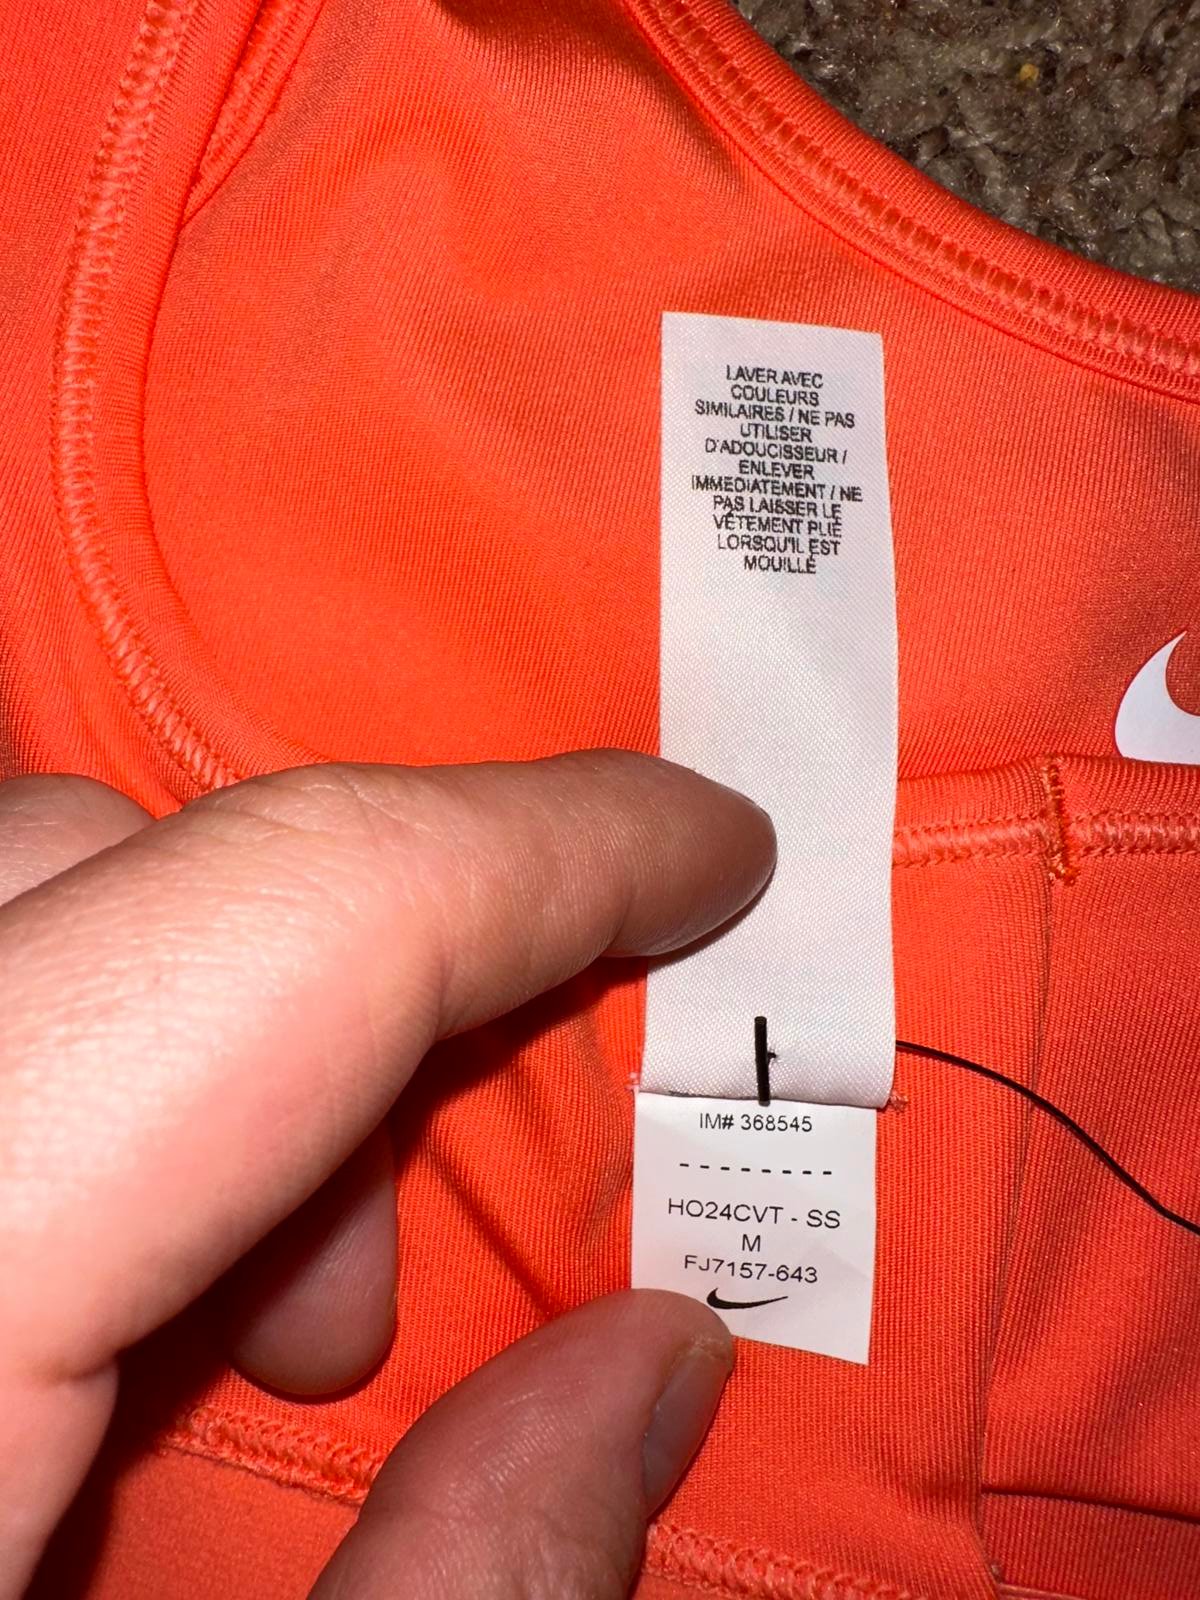 LAVER AVEC
COULEURS
SIMILAIRES / NE PAS
UTILISER
D'ADOUCISSEUR /
ENLEVER
IMMÉDIATEMENT / NE
PAS LAISSER LE
VÊTEMENT PLIÉ
LORSQU'IL EST
MOUILLÉ
IM# 368545
--------
HO24CVT - SS
M
FJ7157-643